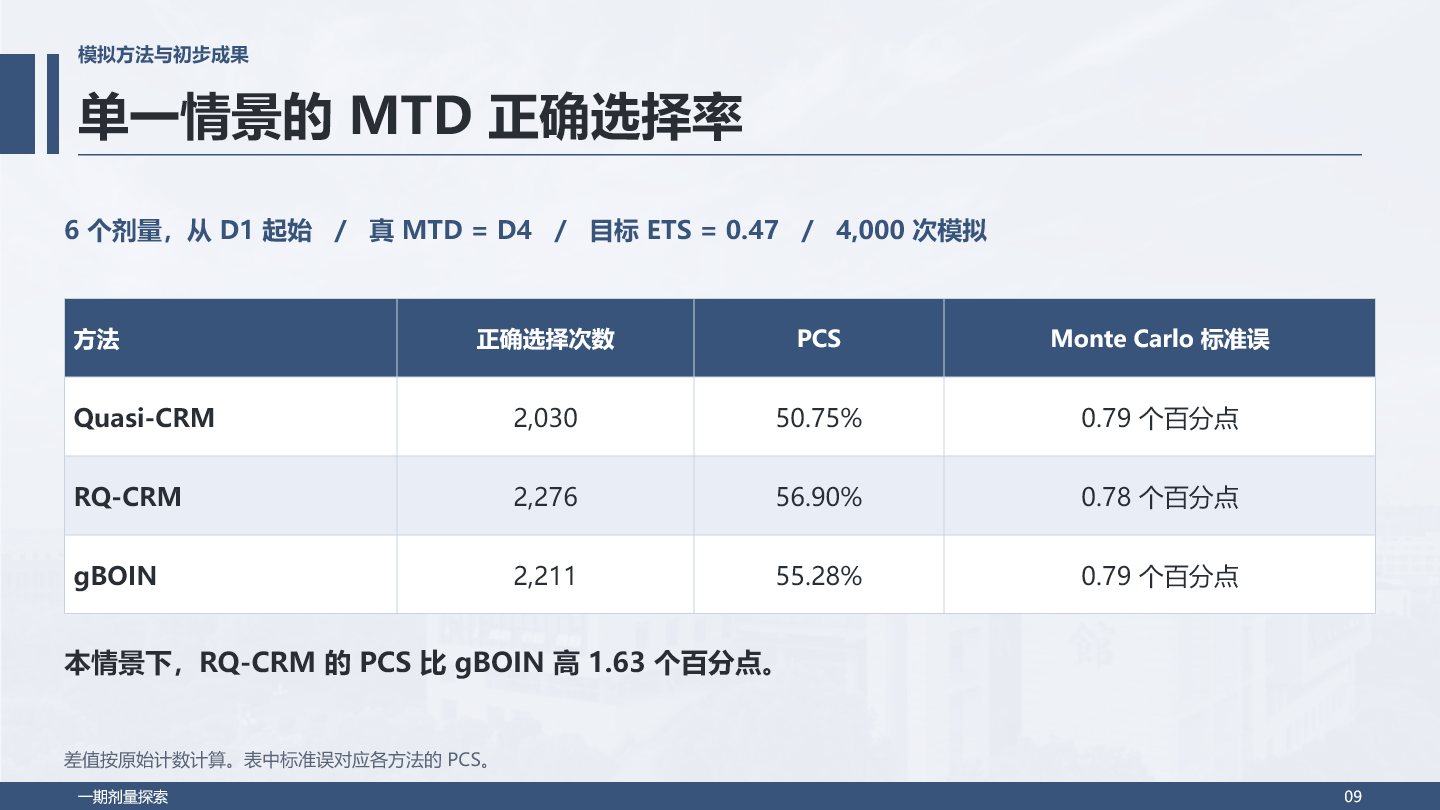 模拟方法与初步成果
单一情景的 MTD 正确选择率
6 个剂量，从 D1 起始 / 真 MTD = D4 / 目标 ETS = 0.47 / 4,000 次模拟
方法 正确选择次数 PCS Monte Carlo 标准误
Quasi-CRM 2,030 50.75% 0.79 个百分点
RQ-CRM 2,276 56.90% 0.78 个百分点
gBOIN 2,211 55.28% 0.79 个百分点
館
本情景下，RQ-CRM 的 PCS 比 gBOIN 高 1.63 个百分点。
差值按原始计数计算。表中标准误对应各方法的 PCS。
一期剂量探索 09